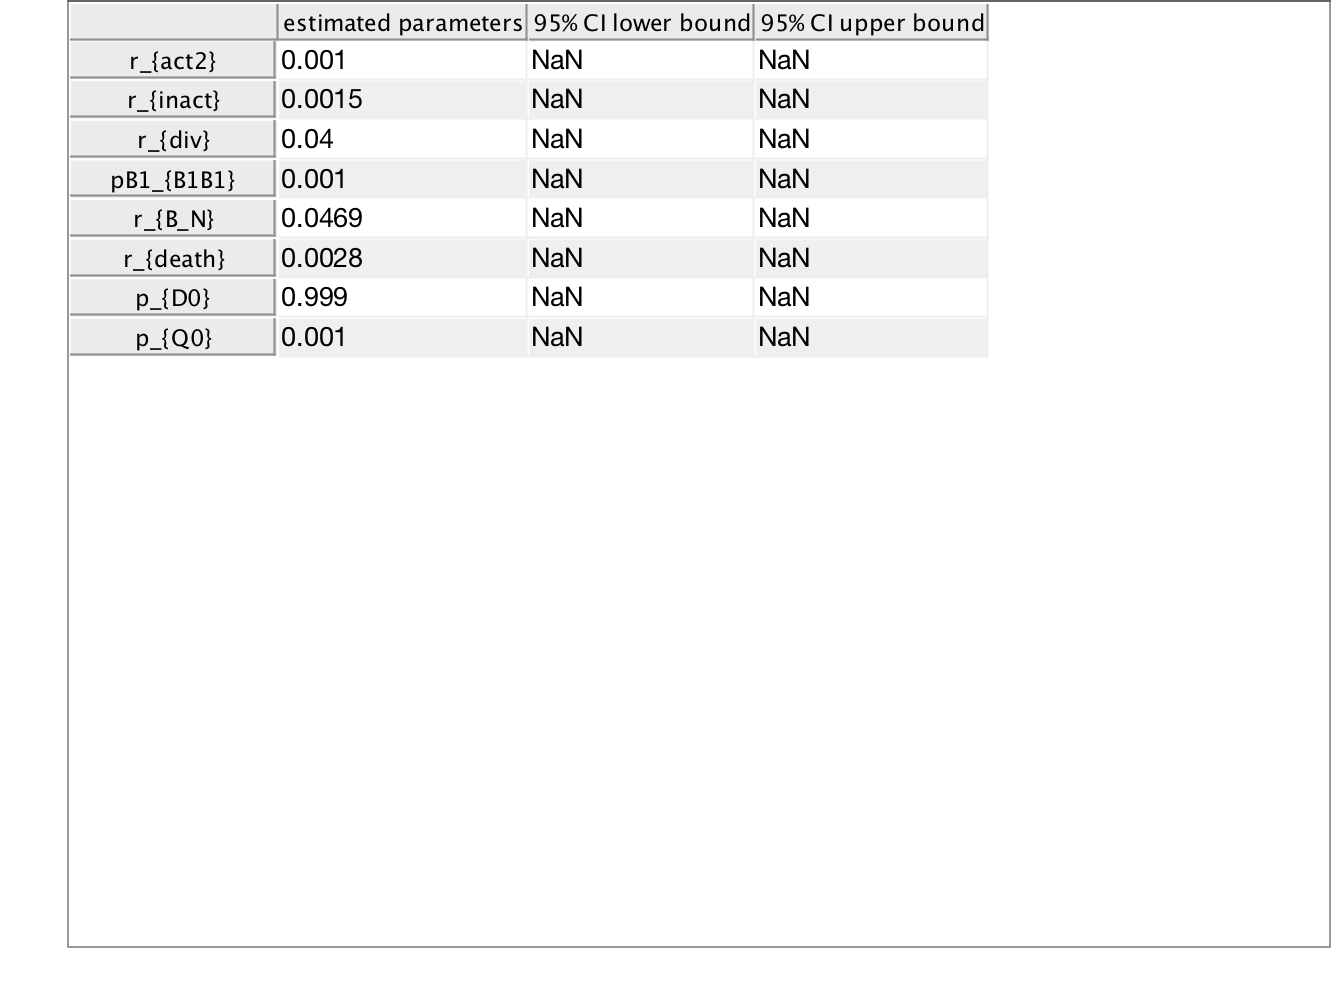 estimated parameters 95% CI lower bound 95% CI upper bound
r_{act2} 0.001 NaN NaN
r_{inact} 0.0015 NaN NaN
r_{div} 0.04 NaN NaN
pB1_{B1B1} 0.001 NaN NaN
r_{B_N} 0.0469 NaN NaN
r_{death} 0.0028 NaN NaN
p_{D0} 0.999 NaN NaN
p_{Q0} 0.001 NaN NaN